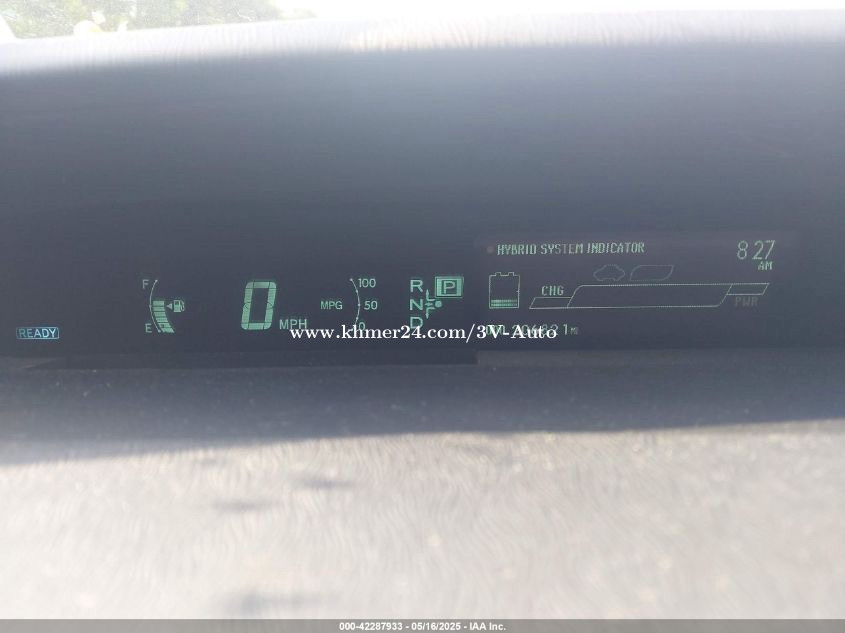 HYBRID SYSTEM INDICATOR
8:27
AM
F
E
0
MPH
MPG
100
50
0
R
N
D
P
CHG
PWR
READY
www.khmer24.com/3V-Auto
000-42287933 - 05/16/2025 - IAA Inc.